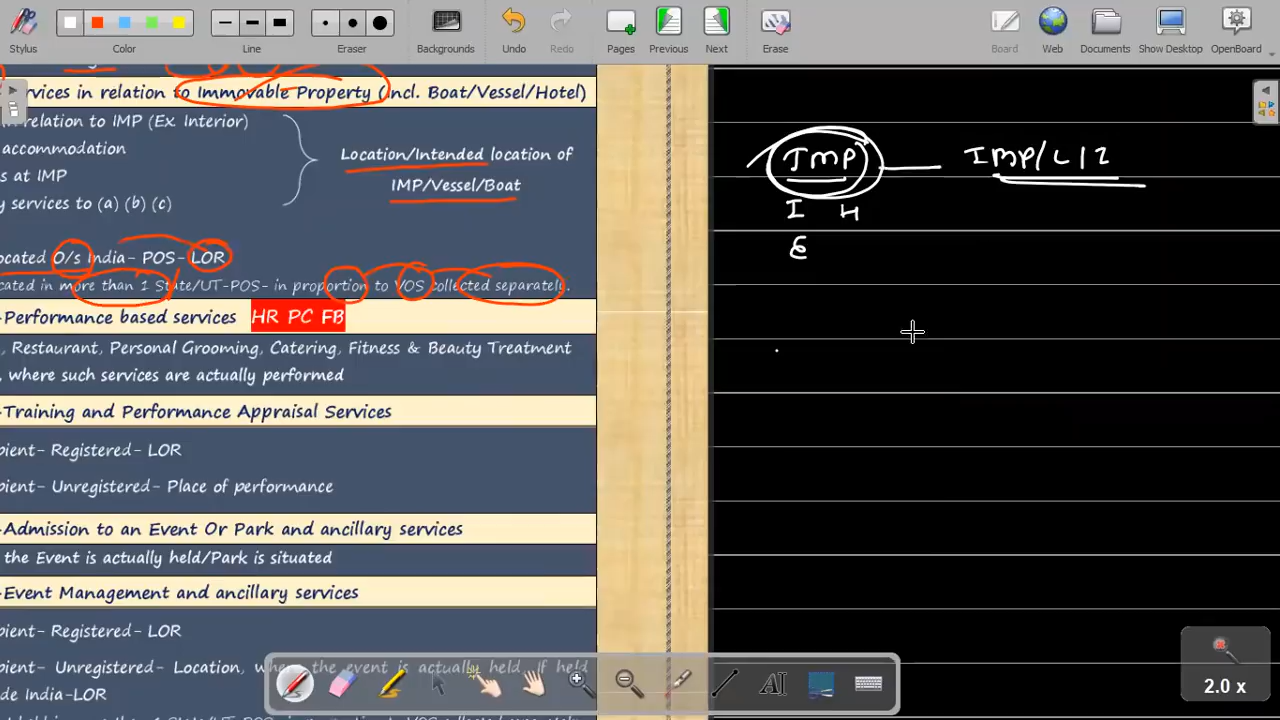 Stylus Color Line Eraser Backgrounds Undo Redo Pages Previous Next Erase Board Web Documents Show Desktop OpenBoard
ervices in relation to Immovable Property (incl. Boat/Vessel/Hotel)
in relation to IMP (Ex Interior)
accommodation
s at IMP
y services to (a) (b) (c)
Location/Intended location of
IMP/Vessel/Boat
ocated O/s India- POS- LOR
cated in more than 1 State/UT-POS- in proportion to VOS collected separately.
-Performance based services HR PC FB
, Restaurant, Personal Grooming, Catering, Fitness & Beauty Treatment
, where such services are actually performed
-Training and Performance Appraisal Services
pient- Registered- LOR
pient- Unregistered- Place of performance
-Admission to an Event Or Park and ancillary services
the Event is actually held/Park is situated
-Event Management and ancillary services
pient- Registered- LOR
pient- Unregistered- Location, where the event is actually held. If held
de India-LOR
IMP IMP/L12
I H
E
2.0 x